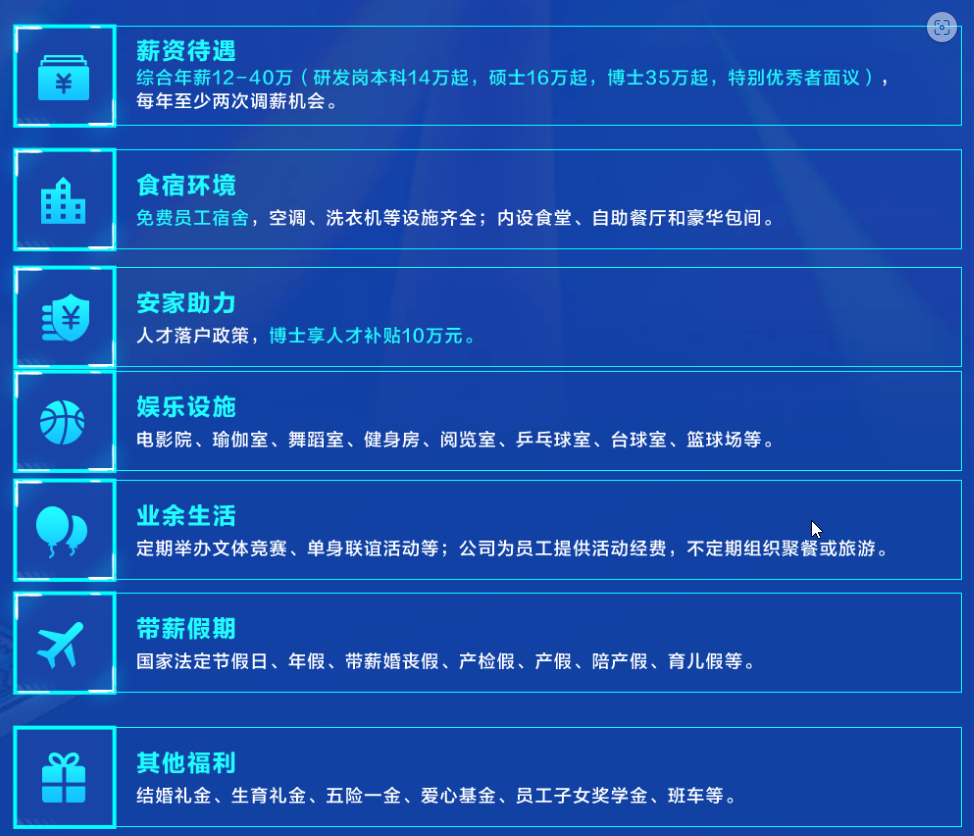 薪资待遇
综合年薪12-40万（研发岗本科14万起，硕士16万起，博士35万起，特别优秀者面议），
每年至少两次调薪机会。
食宿环境
免费员工宿舍，空调、洗衣机等设施齐全；内设食堂、自助餐厅和豪华包间。
安家助力
人才落户政策，博士享人才补贴10万元。
娱乐设施
电影院、瑜伽室、舞蹈室、健身房、阅览室、乒乓球室、台球室、篮球场等。
业余生活
定期举办文体竞赛、单身联谊活动等；公司为员工提供活动经费，不定期组织聚餐或旅游。
带薪假期
国家法定节假日、年假、带薪婚丧假、产检假、产假、陪产假、育儿假等。
其他福利
结婚礼金、生育礼金、五险一金、爱心基金、员工子女奖学金、班车等。